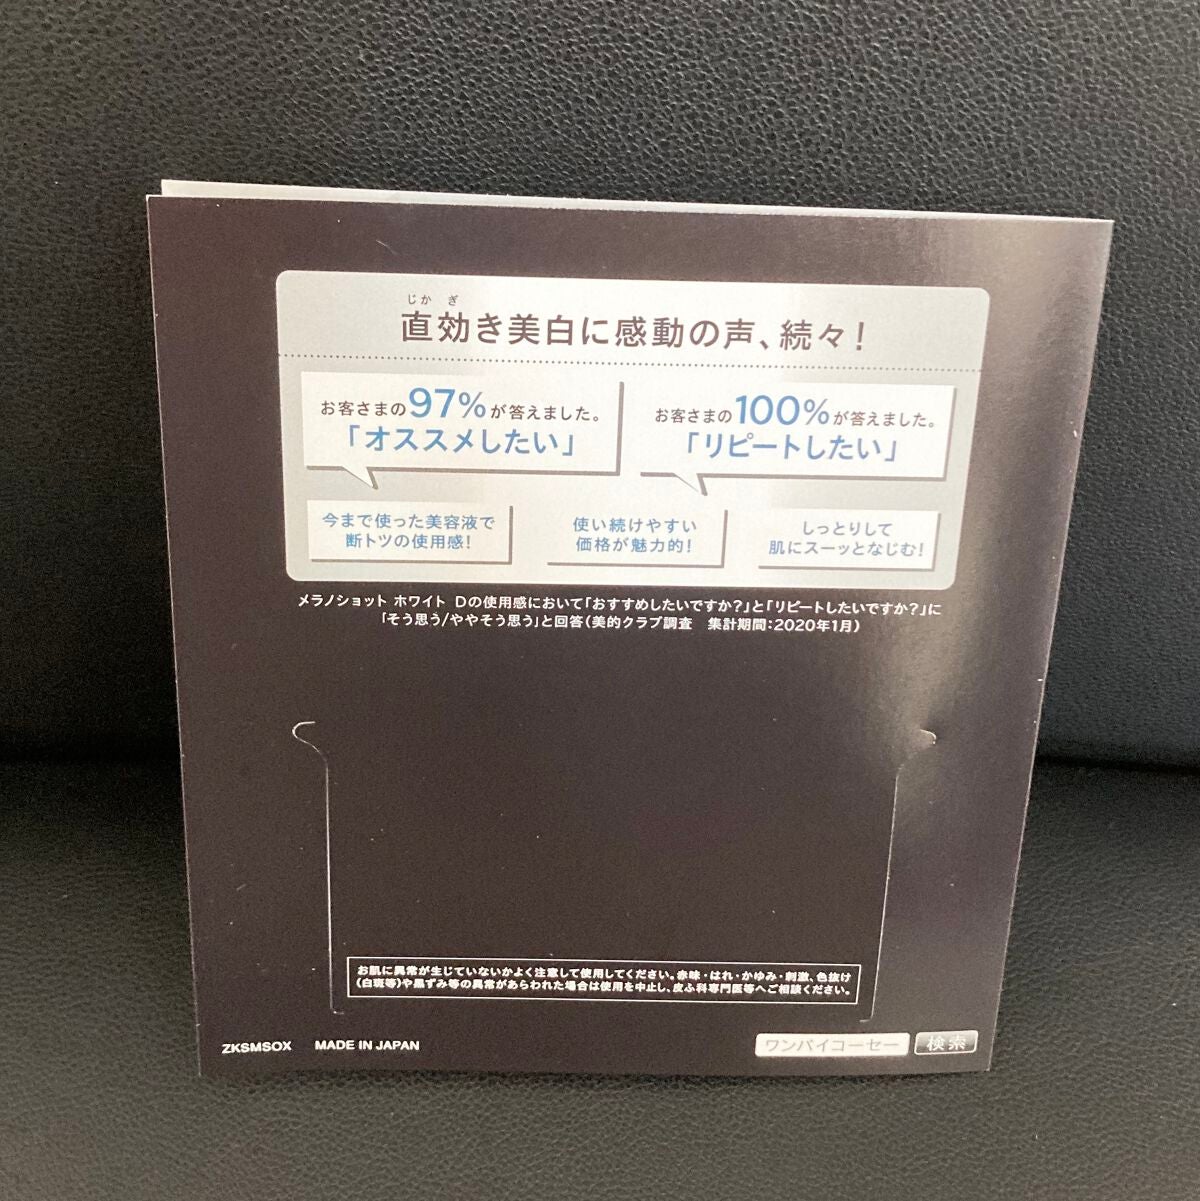 じか ぎ
直効き美白に感動の声、続々！
お客さまの97%が答えました。
「オススメしたい」
お客さまの100%が答えました。
「リピートしたい」
今まで使った美容液で
断トツの使用感！
使い続けやすい
価格が魅力的！
しっとりして
肌にスーッとなじむ！
メラノショット ホワイト Dの使用感において「おすすめしたいですか？」と「リピートしたいですか？」に
「そう思う/ややそう思う」と回答（美的クラブ調査　集計期間：2020年1月）
お肌に異常が生じていないかよく注意して使用してください。赤味・はれ・かゆみ・刺激、色抜け
（白斑等）や黒ずみ等の異常があらわれた場合は使用を中止し、皮ふ科専門医等へご相談ください。
ZKSMSOX MADE IN JAPAN
ワンバイコーセー 検索